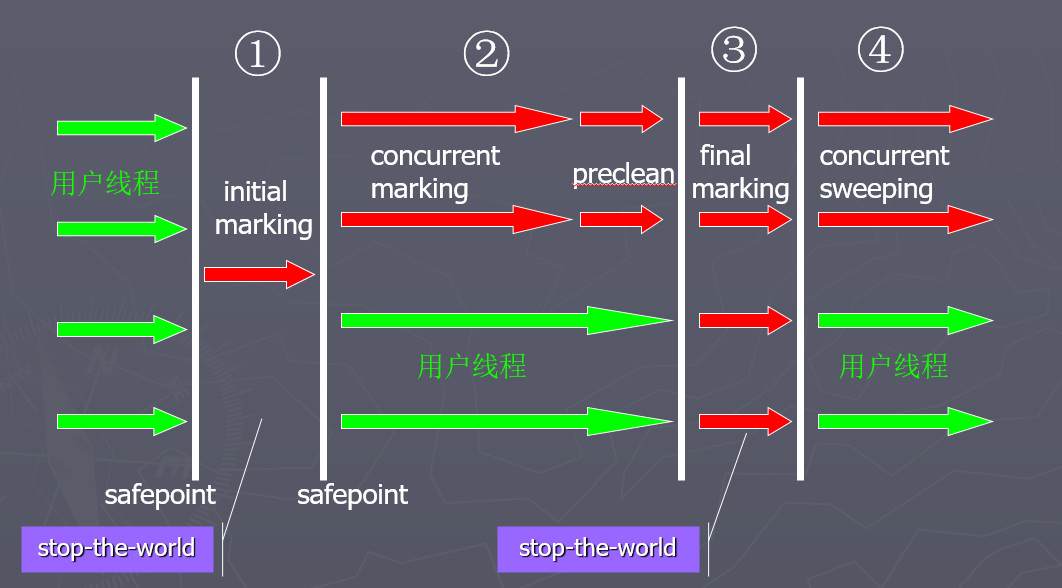 ①
②
③
④
用户线程
initial
marking
concurrent
marking
preclean
final
marking
concurrent
sweeping
用户线程
用户线程
safepoint
safepoint
stop-the-world
stop-the-world